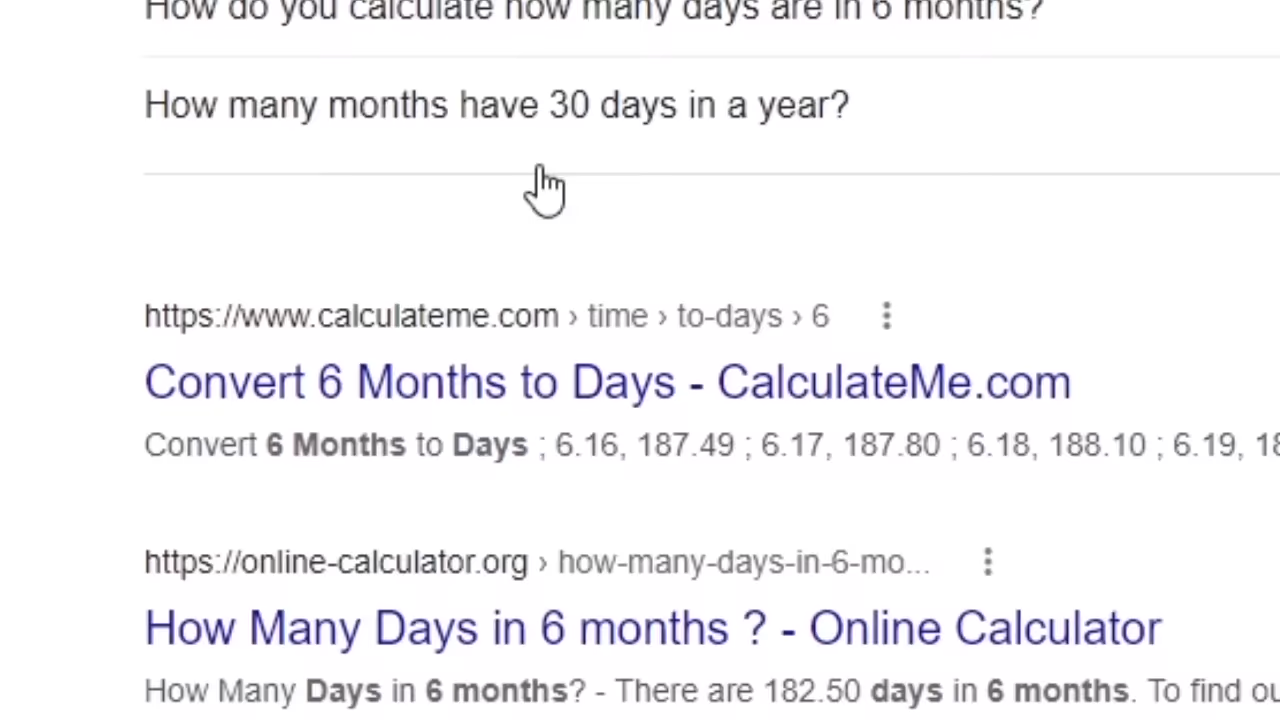 How do you calculate how many days are in 6 months?
How many months have 30 days in a year?
https://www.calculateme.com › time › to-days › 6
Convert 6 Months to Days - CalculateMe.com
Convert 6 Months to Days ; 6.16, 187.49 ; 6.17, 187.80 ; 6.18, 188.10 ; 6.19, 18
https://online-calculator.org › how-many-days-in-6-mo...
How Many Days in 6 months ? - Online Calculator
How Many Days in 6 months? - There are 182.50 days in 6 months. To find ou